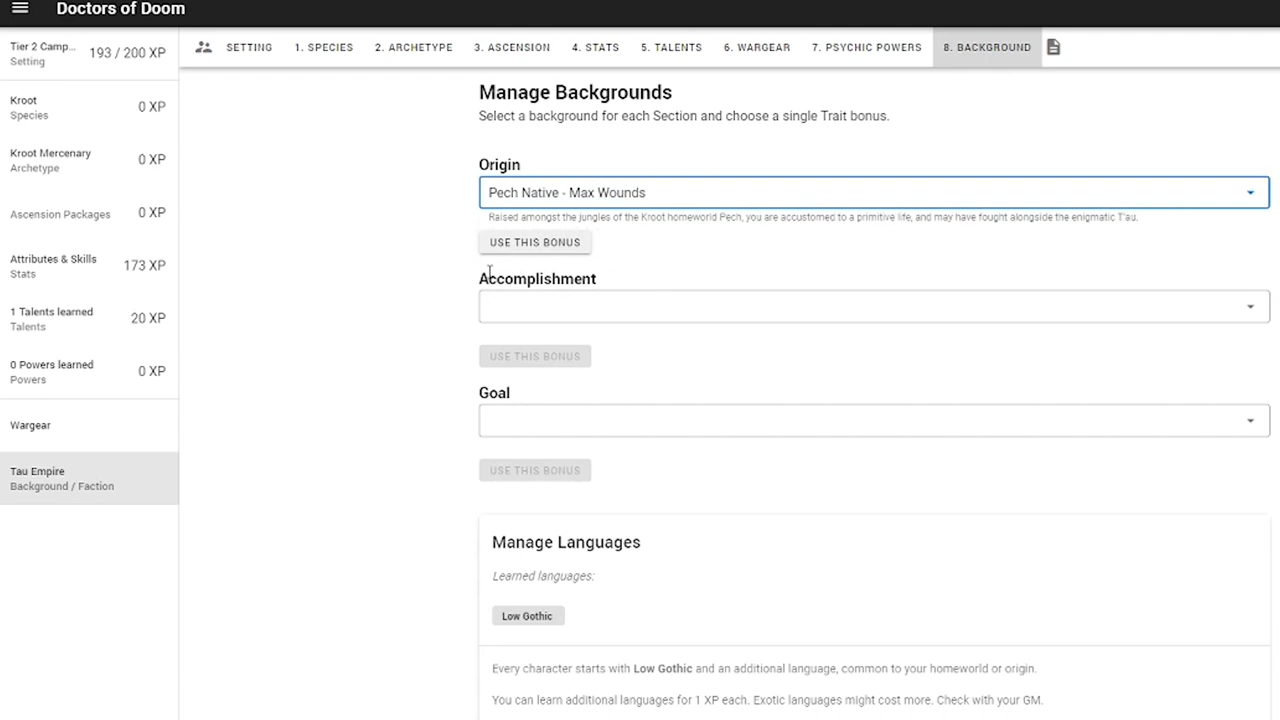 Doctors of Doom
Tier 2 Camp... 193 / 200 XP
Setting
SETTING 1. SPECIES 2. ARCHETYPE 3. ASCENSION 4. STATS 5. TALENTS 6. WARGEAR 7. PSYCHIC POWERS 8. BACKGROUND
Kroot 0 XP
Species
Kroot Mercenary 0 XP
Archetype
Ascension Packages 0 XP
Attributes & Skills 173 XP
Stats
1 Talents learned 20 XP
Talents
0 Powers learned 0 XP
Powers
Wargear
Tau Empire
Background / Faction
Manage Backgrounds
Select a background for each Section and choose a single Trait bonus.
Origin
Pech Native - Max Wounds
Raised amongst the jungles of the Kroot homeworld Pech, you are accustomed to a primitive life, and may have fought alongside the enigmatic T'au.
USE THIS BONUS
Accomplishment
USE THIS BONUS
Goal
USE THIS BONUS
Manage Languages
Learned languages:
Low Gothic
Every character starts with Low Gothic and an additional language, common to your homeworld or origin.
You can learn additional languages for 1 XP each. Exotic languages might cost more. Check with your GM.